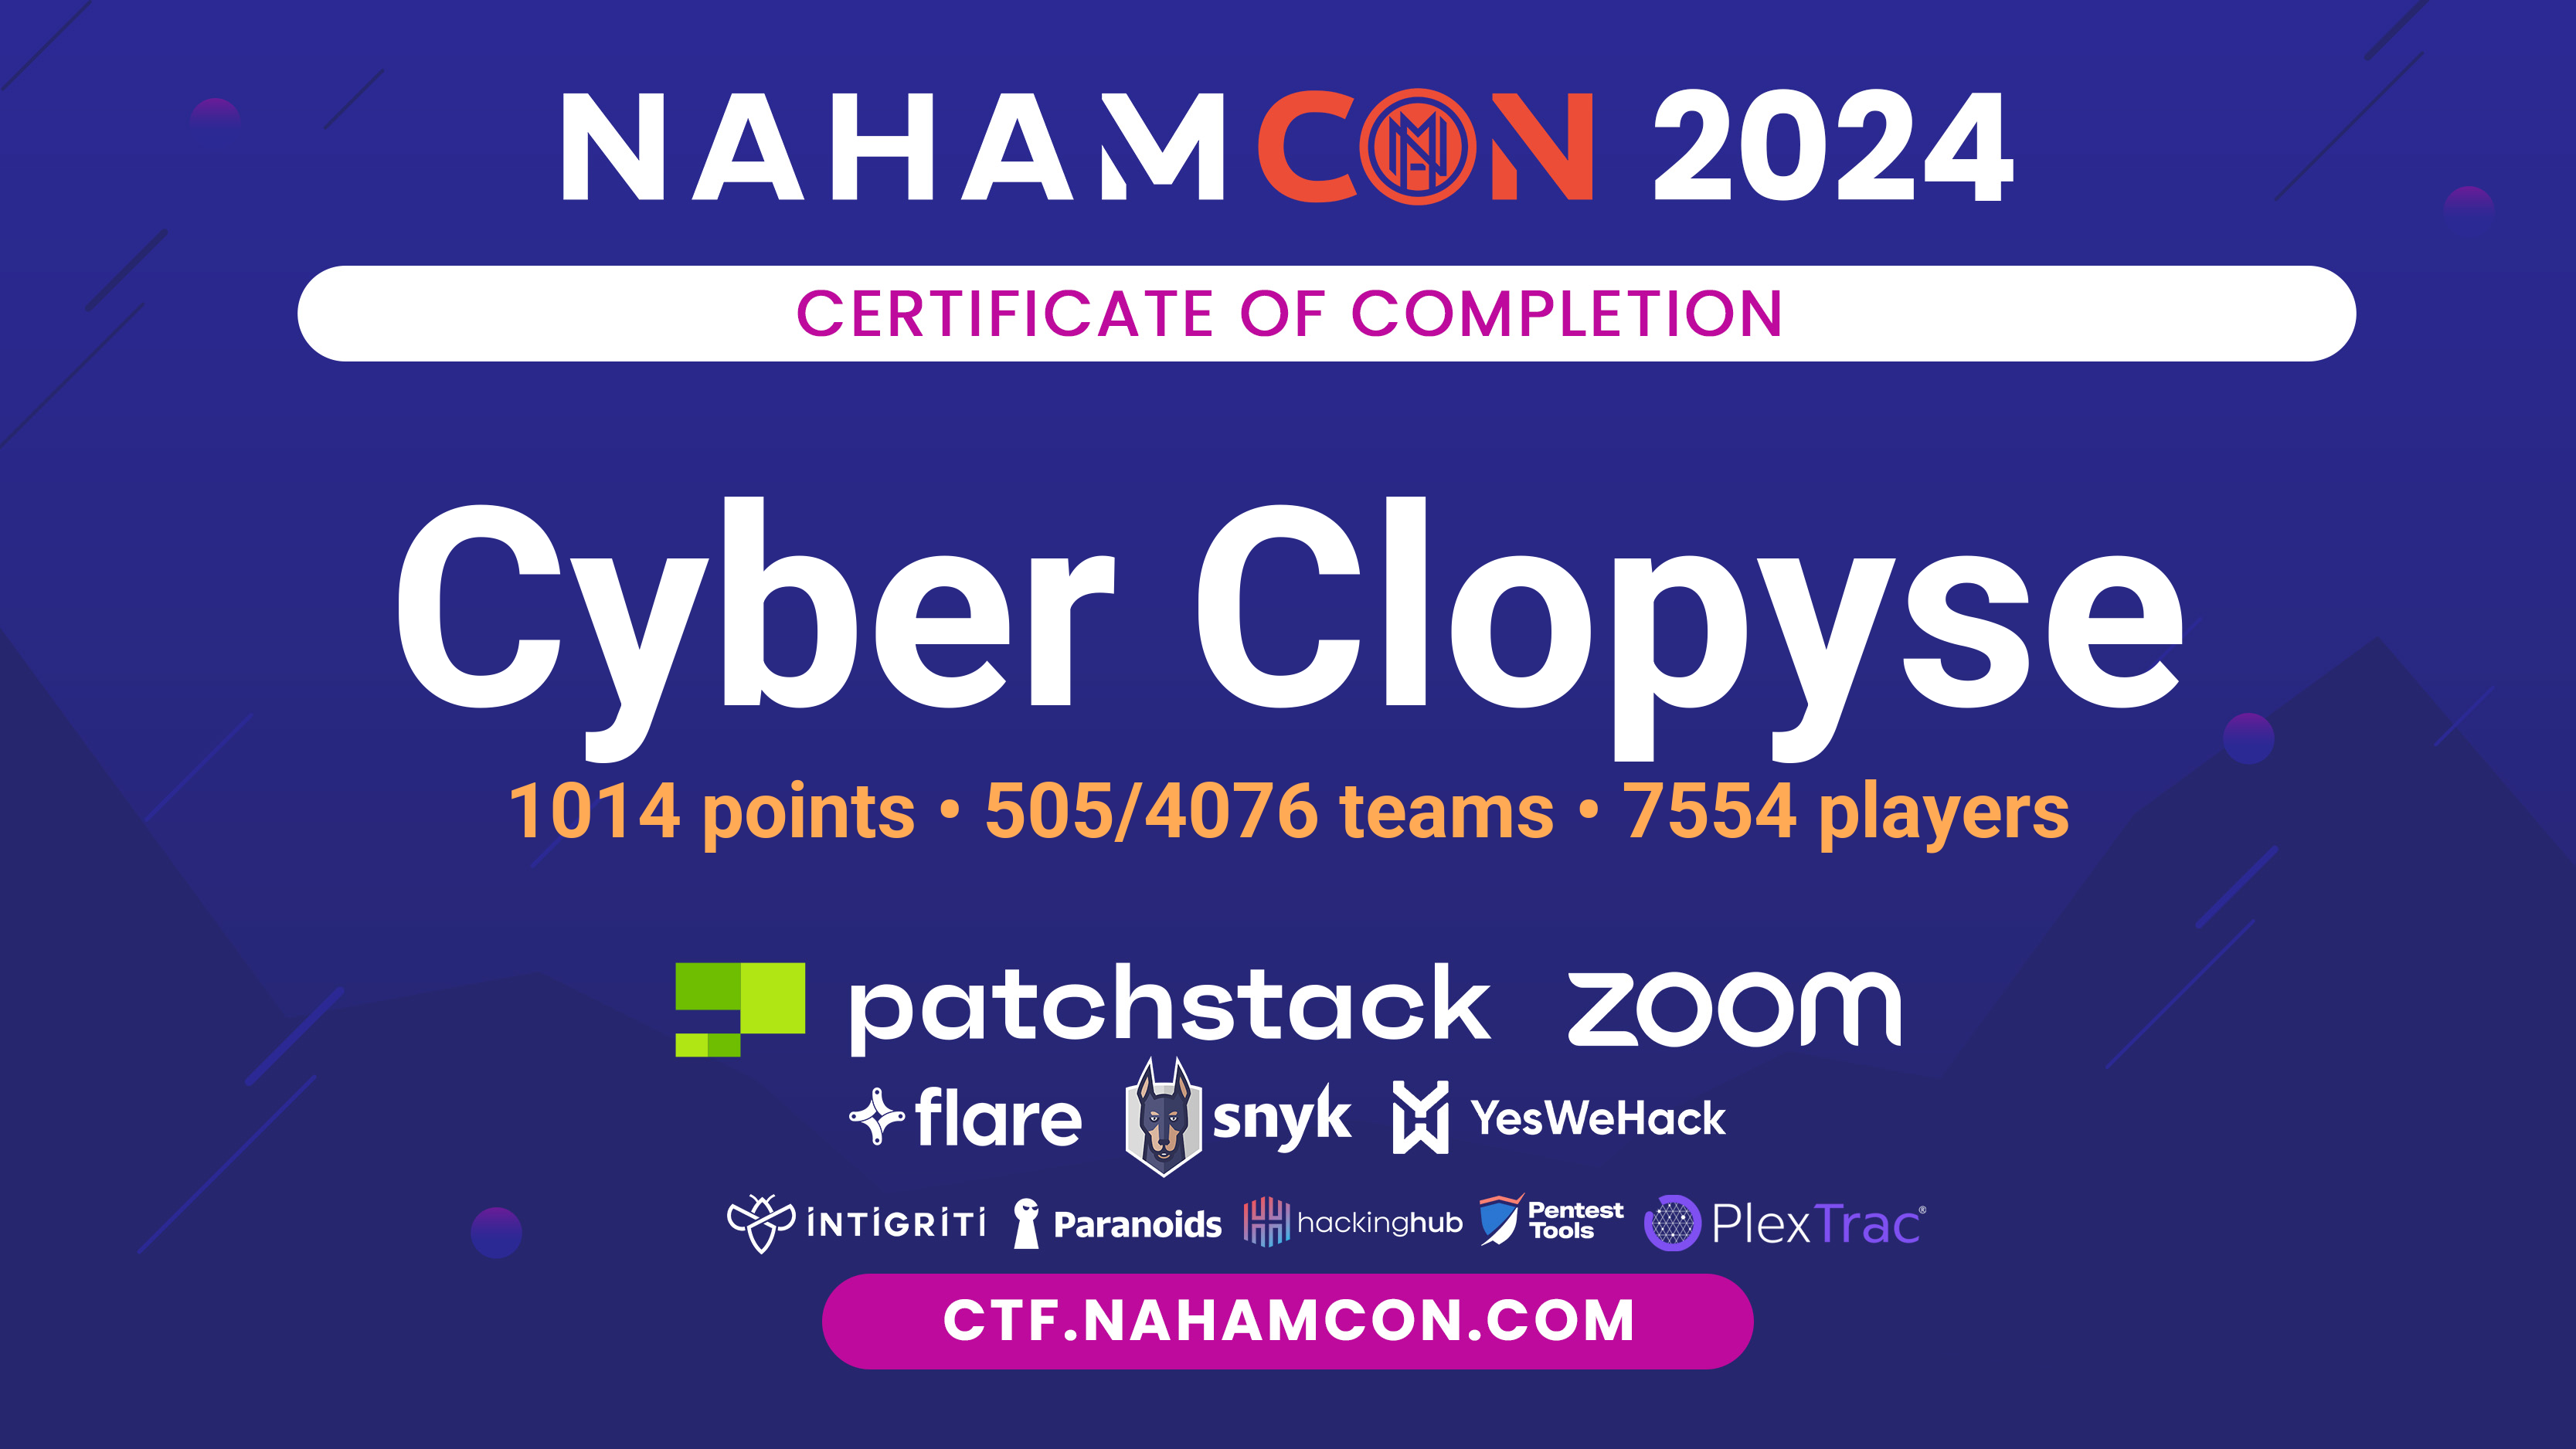 NAHAMCON 2024
CERTIFICATE OF COMPLETION
Cyber Clopyse
1014 points • 505/4076 teams • 7554 players
patchstack zoom
flare snyk YesWeHack
INTIGRITI Paranoids hackinghub Pentest Tools PlexTrac®
CTF.NAHAMCON.COM